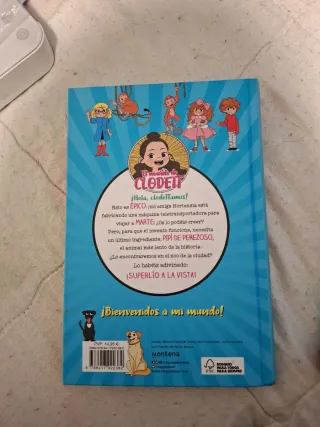 El mundo de
CLODETT
¡Hola, clodettamos!
Esto es ÉPICO: ¡mi amiga Hortensia está
fabricando una máquina teletransportadora para
viajar a MARTE! ¿Os lo podéis creer?
Pero, para que el invento funcione, necesita
un último ingrediente: PIPÍ DE PEREZOSO,
el animal más lento de la historia.
¿Lo encontraremos en el zoo de la ciudad?
Lo habéis adivinado:
¡SUPERLÍO A LA VISTA!
¡Bienvenidos a mi mundo!
montena